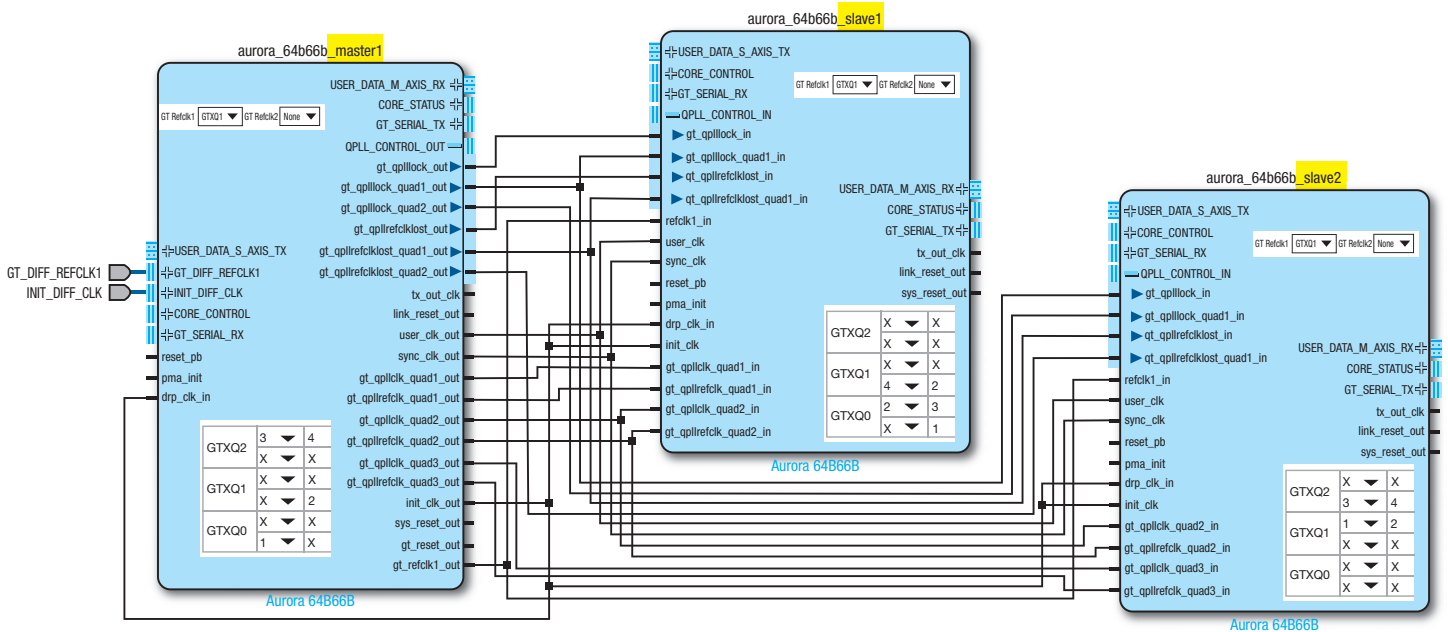 aurora_64b66b_master1
USER_DATA_M_AXIS_RX
CORE_STATUS
GT Refclk1 GTXQ1 GT Refclk2 None
GT_SERIAL_TX
QPLL_CONTROL_OUT
gt_qplllock_out
gt_qplllock_quad1_out
gt_qplllock_quad2_out
gt_qpllrefclklost_out
gt_qpllrefclklost_quad1_out
gt_qpllrefclklost_quad2_out
tx_out_clk
link_reset_out
user_clk_out
sync_clk_out
gt_qpllclk_quad1_out
gt_qpllrefclk_quad1_out
gt_qpllclk_quad2_out
gt_qpllrefclk_quad2_out
gt_qpllclk_quad3_out
gt_qpllrefclk_quad3_out
init_clk_out
sys_reset_out
gt_reset_out
gt_refclk1_out
GT_DIFF_REFCLK1
INIT_DIFF_CLK
USER_DATA_S_AXIS_TX
GT_DIFF_REFCLK1
INIT_DIFF_CLK
CORE_CONTROL
GT_SERIAL_RX
reset_pb
pma_init
drp_clk_in
GTXQ2
3 4
X X
GTXQ1
X X
X 2
GTXQ0
X X
1 X
Aurora 64B66B
aurora_64b66b_slave1
USER_DATA_S_AXIS_TX
CORE_CONTROL
GT_SERIAL_RX
GT Refclk1 GTXQ1 GT Refclk2 None
QPLL_CONTROL_IN
gt_qplllock_in
gt_qplllock_quad1_in
qt_qpllrefclklost_in
qt_qpllrefclklost_quad1_in
refclk1_in
user_clk
sync_clk
reset_pb
pma_init
drp_clk_in
init_clk
gt_qpllclk_quad1_in
gt_qpllrefclk_quad1_in
gt_qpllclk_quad2_in
gt_qpllrefclk_quad2_in
USER_DATA_M_AXIS_RX
CORE_STATUS
GT_SERIAL_TX
tx_out_clk
link_reset_out
sys_reset_out
GTXQ2
X X
X X
GTXQ1
X X
4 2
GTXQ0
2 3
X 1
Aurora 64B66B
aurora_64b66b_slave2
USER_DATA_S_AXIS_TX
CORE_CONTROL
GT_SERIAL_RX
GT Refclk1 GTXQ1 GT Refclk2 None
QPLL_CONTROL_IN
gt_qplllock_in
gt_qplllock_quad1_in
qt_qpllrefclklost_in
qt_qpllrefclklost_quad1_in
refclk1_in
user_clk
sync_clk
reset_pb
pma_init
drp_clk_in
init_clk
gt_qpllclk_quad2_in
gt_qpllrefclk_quad2_in
gt_qpllclk_quad3_in
gt_qpllrefclk_quad3_in
USER_DATA_M_AXIS_RX
CORE_STATUS
GT_SERIAL_TX
tx_out_clk
link_reset_out
sys_reset_out
GTXQ2
X X
3 4
GTXQ1
1 2
X X
GTXQ0
X X
X X
Aurora 64B66B